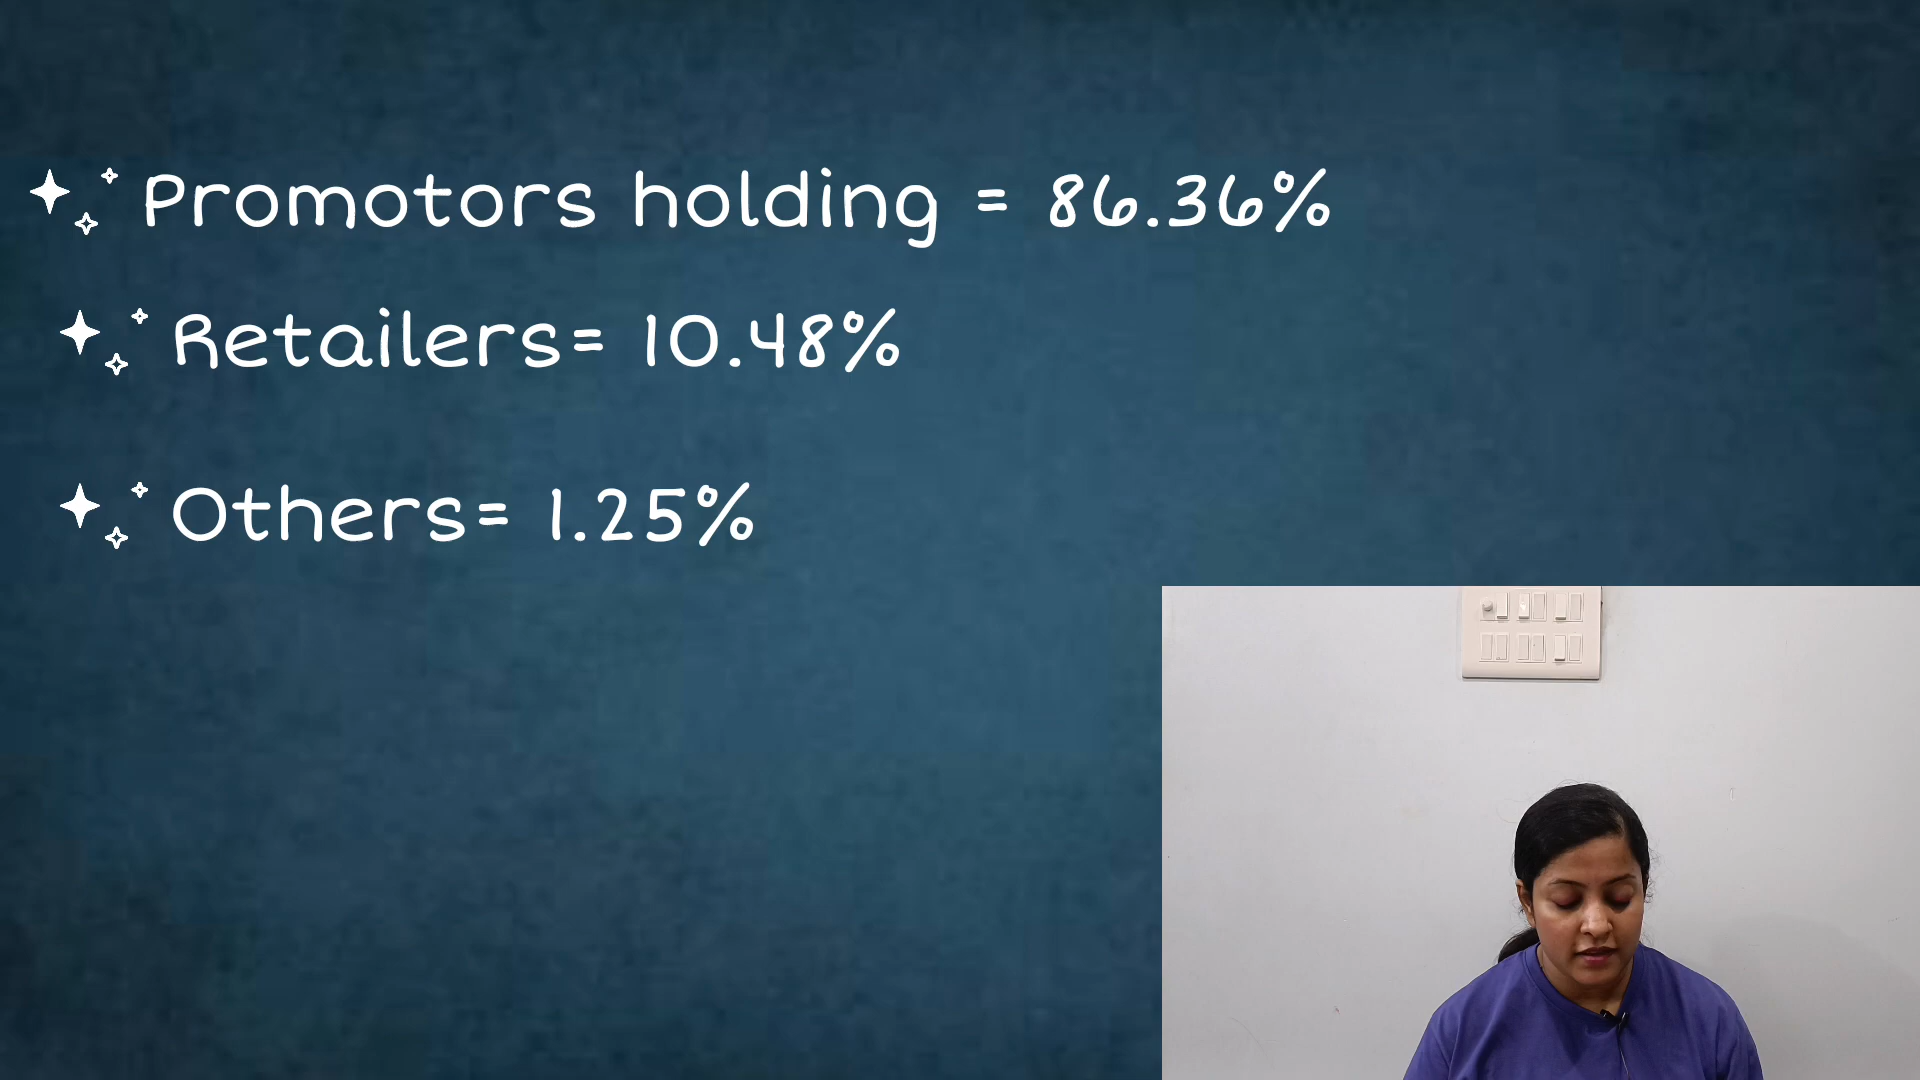 Promotors holding = 86.36%
Retailers= 10.48%
Others= 1.25%